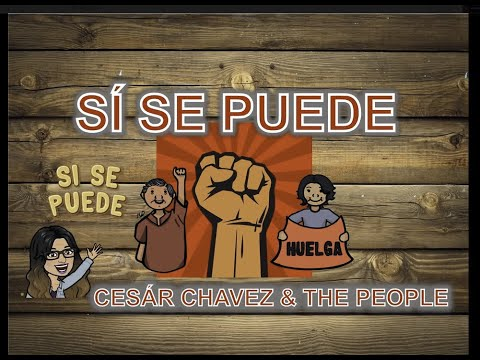 SÍ SE PUEDE
SI SE
PUEDE
HUELGA
CESÁR CHAVEZ & THE PEOPLE